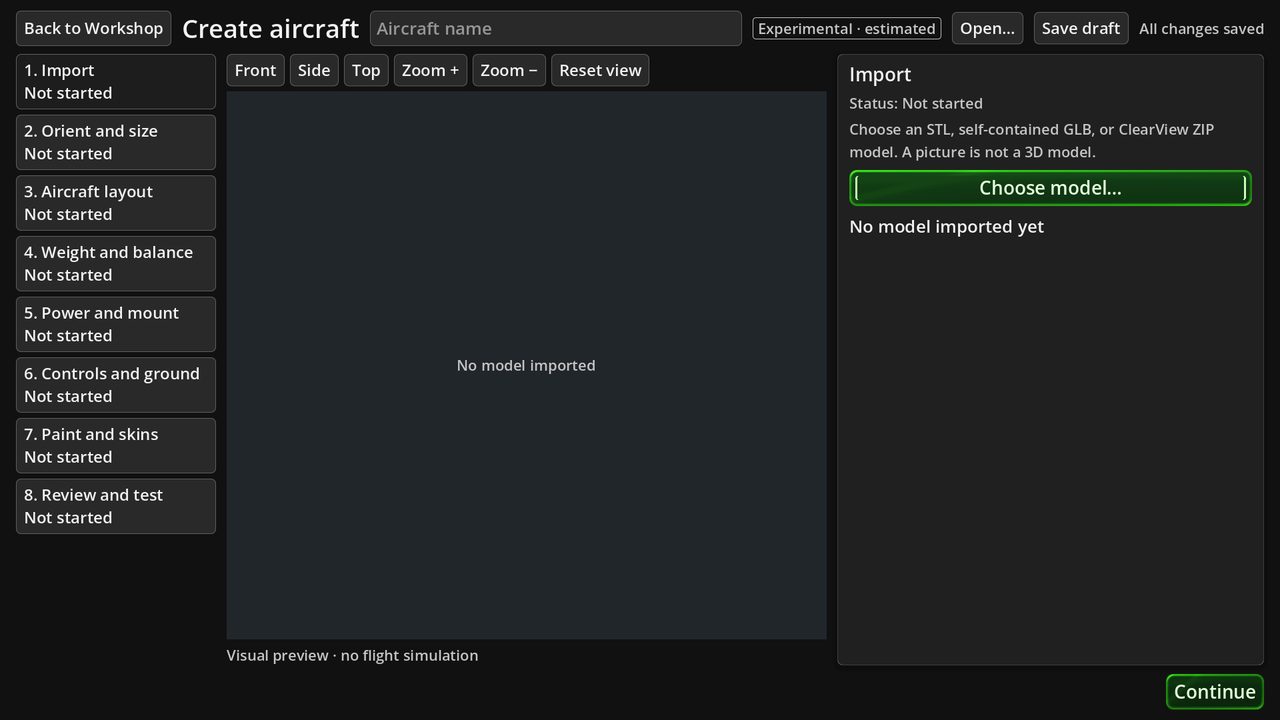 Back to Workshop
Create aircraft
Aircraft name
Experimental · estimated
Open...
Save draft
All changes saved
1. Import
Not started
2. Orient and size
Not started
3. Aircraft layout
Not started
4. Weight and balance
Not started
5. Power and mount
Not started
6. Controls and ground
Not started
7. Paint and skins
Not started
8. Review and test
Not started
Front
Side
Top
Zoom +
Zoom −
Reset view
No model imported
Visual preview · no flight simulation
Import
Status: Not started
Choose an STL, self-contained GLB, or ClearView ZIP
model. A picture is not a 3D model.
Choose model...
No model imported yet
Continue